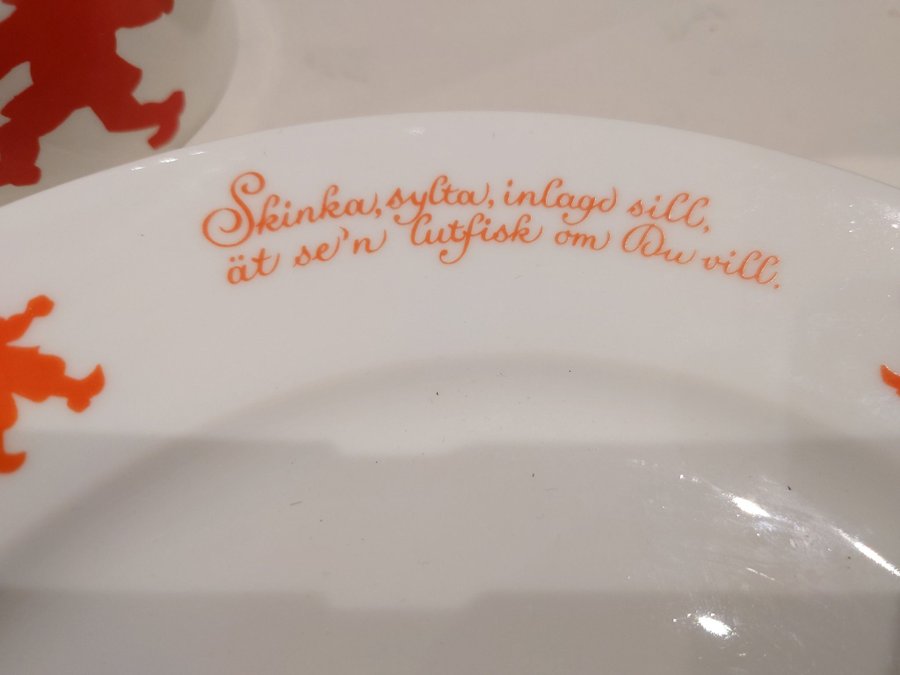 Skinka, sylta, inlagd sill,
ät se'n lutfisk om Du vill.